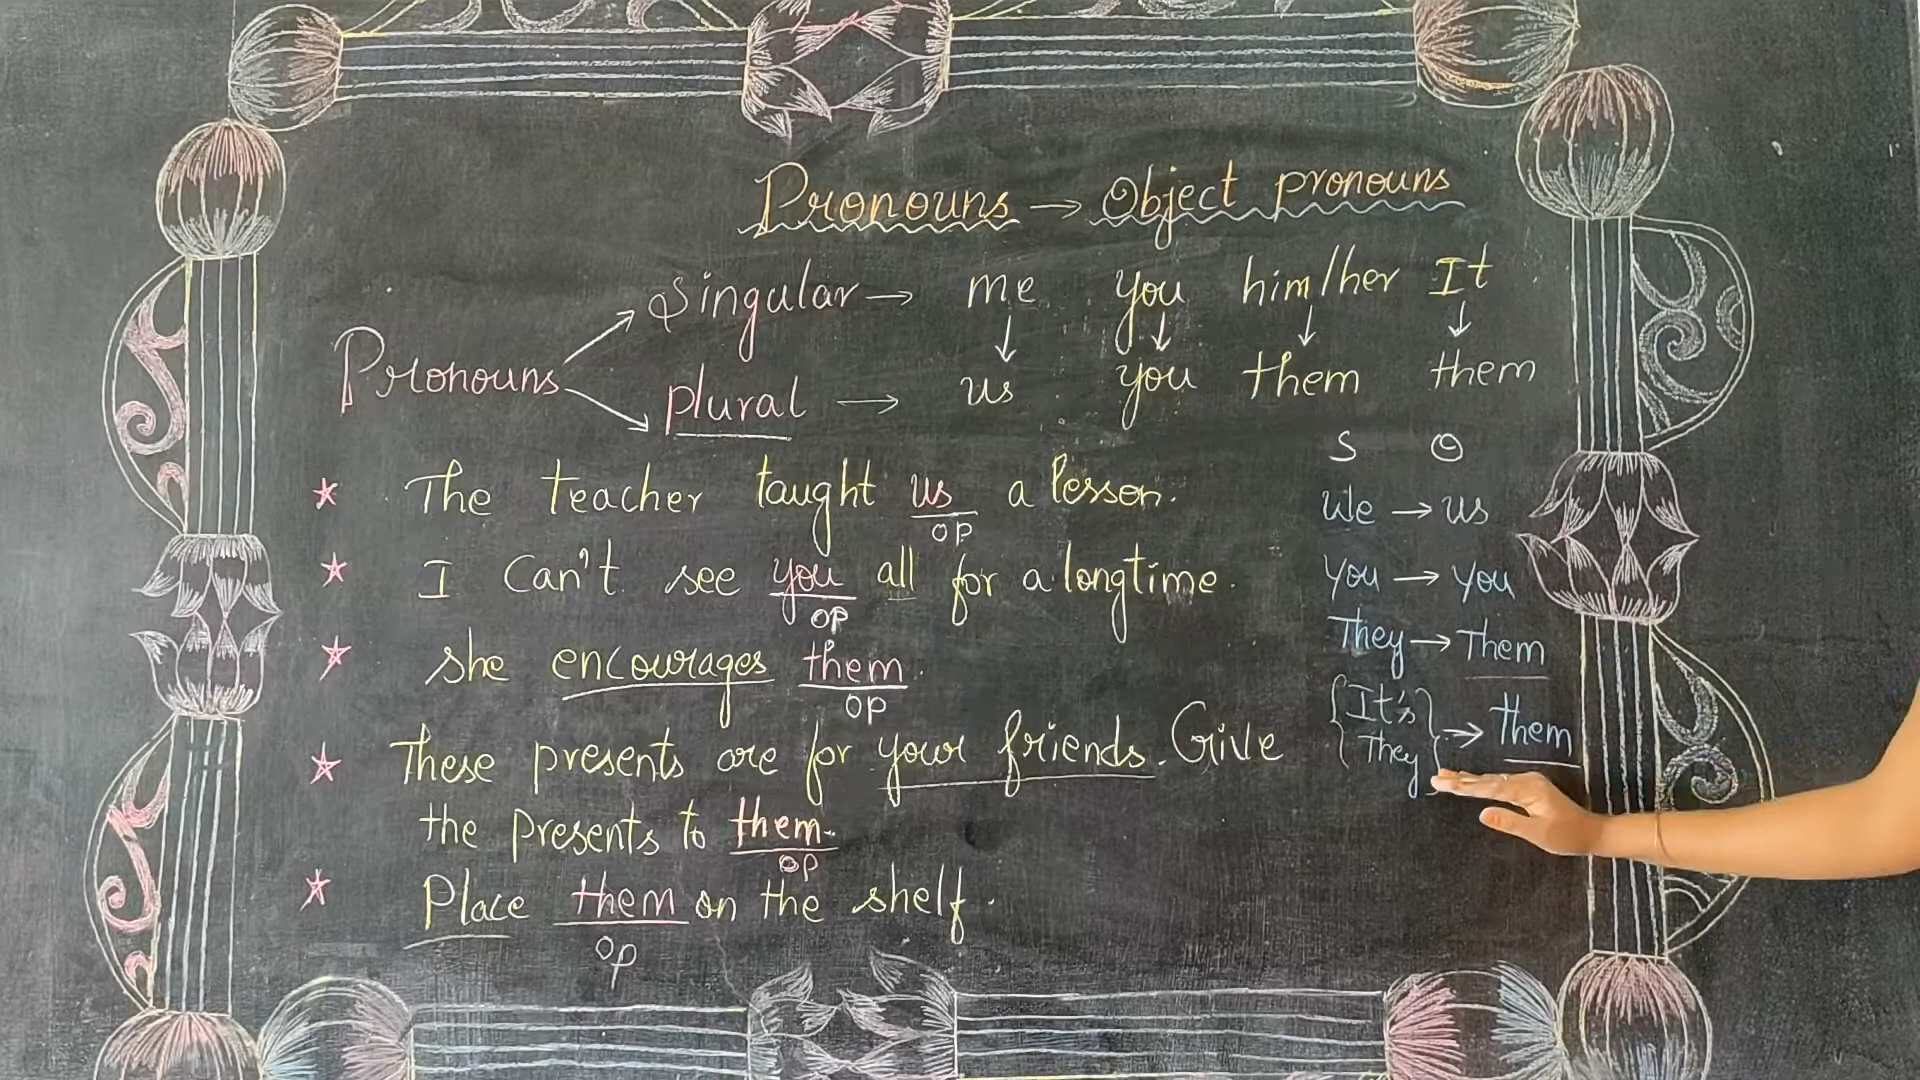 Pronouns → Object pronouns
Singular → me you him/her It
Pronouns
plural → us you them them
S O
The teacher taught us a lesson.
op
We → us
I Can't see you all for a longtime.
op
you → you
she encourages them.
op
They → Them
These presents are for your friends. Give
the presents to them.
op
It's
They → them
Place them on the shelf.
op